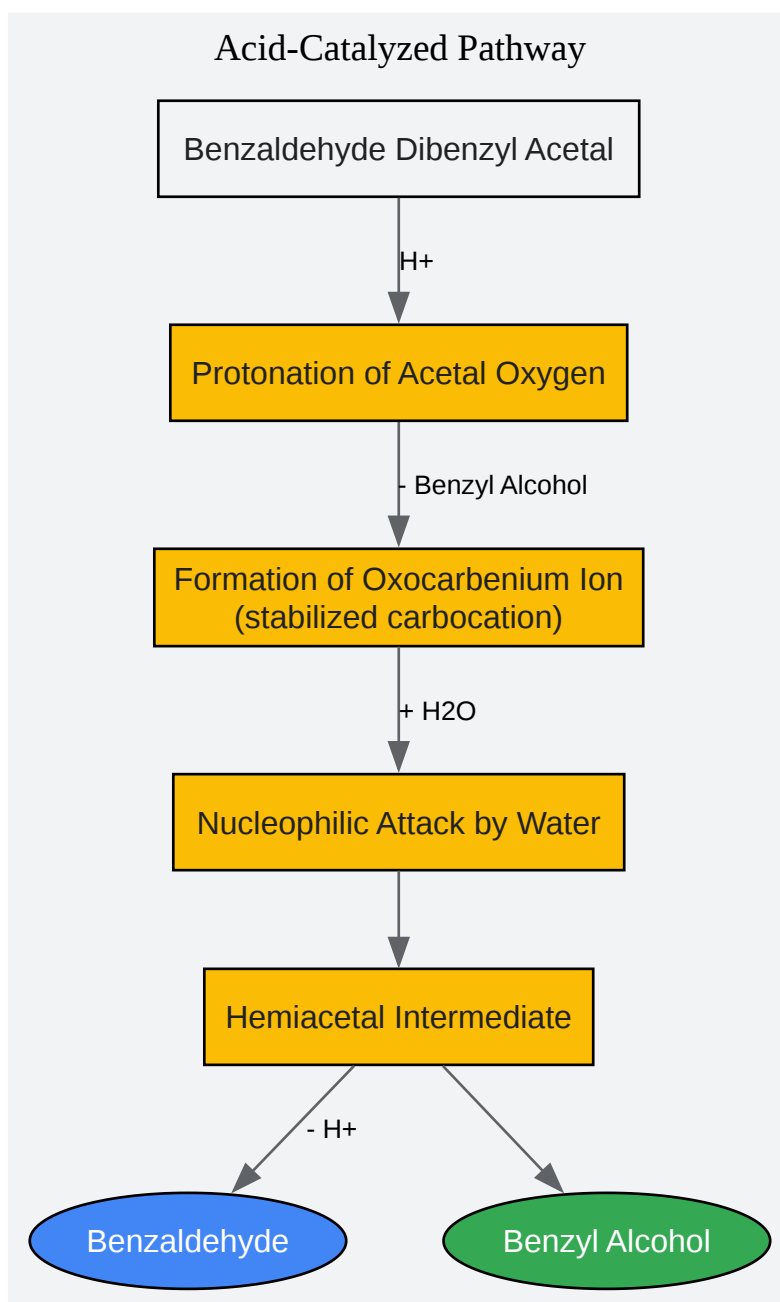 Acid-Catalyzed Pathway
Benzaldehyde Dibenzyl Acetal
H+
Protonation of Acetal Oxygen
- Benzyl Alcohol
Formation of Oxocarbenium Ion
(stabilized carbocation)
+ H2O
Nucleophilic Attack by Water
Hemiacetal Intermediate
- H+
Benzaldehyde
Benzyl Alcohol